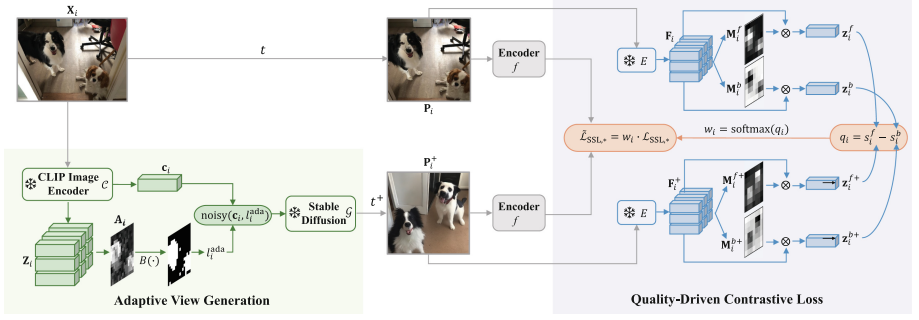 X_i
t
P_i
Encoder
f
E
F_i
M_i^f
M_i^b
z_i^f
z_i^b
L̃_SSL,* = w_i · L_SSL,*
w_i = softmax(q_i)
q_i = s_i^f − s_i^b
CLIP Image
Encoder C
c_i
noisy(c_i, l_i^ada)
Stable
Diffusion G
Z_i
A_i
B(·)
l_i^ada
t^+
P_i^+
Encoder
f
E
F_i^+
M_i^f+
M_i^b+
z_i^f+
z_i^b+
Adaptive View Generation
Quality-Driven Contrastive Loss